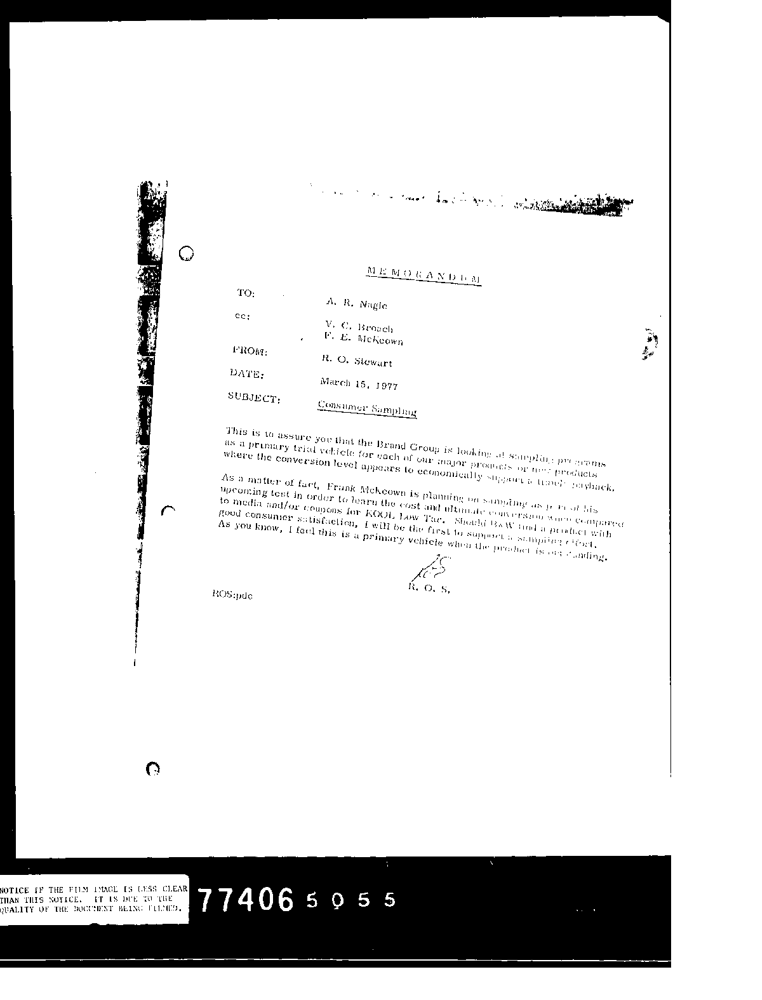 MEMORANDUM
TO: A. R. Nagle
cc: V. C. Broach
F. E. McKeown
FROM: R. O. Stewart
DATE: March 15, 1977
SUBJECT: Consumer Sampling
This is to assure you that the Brand Group is looking at sampling programs
as a primary trial vehicle for each of our major products or new products
where the conversion level appears to economically support a payback.
As a matter of fact, Frank McKeown is planning on sampling as part of his
upcoming test in order to learn the cost and ultimate conversion when compared
to media and/or coupons for KOOL Low Tar. Should B&W find a product with
good consumer satisfaction, I will be the first to support a sampling effort.
As you know, I feel this is a primary vehicle when the product is outstanding.
R. O. S.
ROS:pdc
NOTICE IF THE FILM IMAGE IS LESS CLEAR
THAN THIS NOTICE. IT IS DUE TO THE
QUALITY OF THE DOCUMENT BEING FILMED.
77406 5055